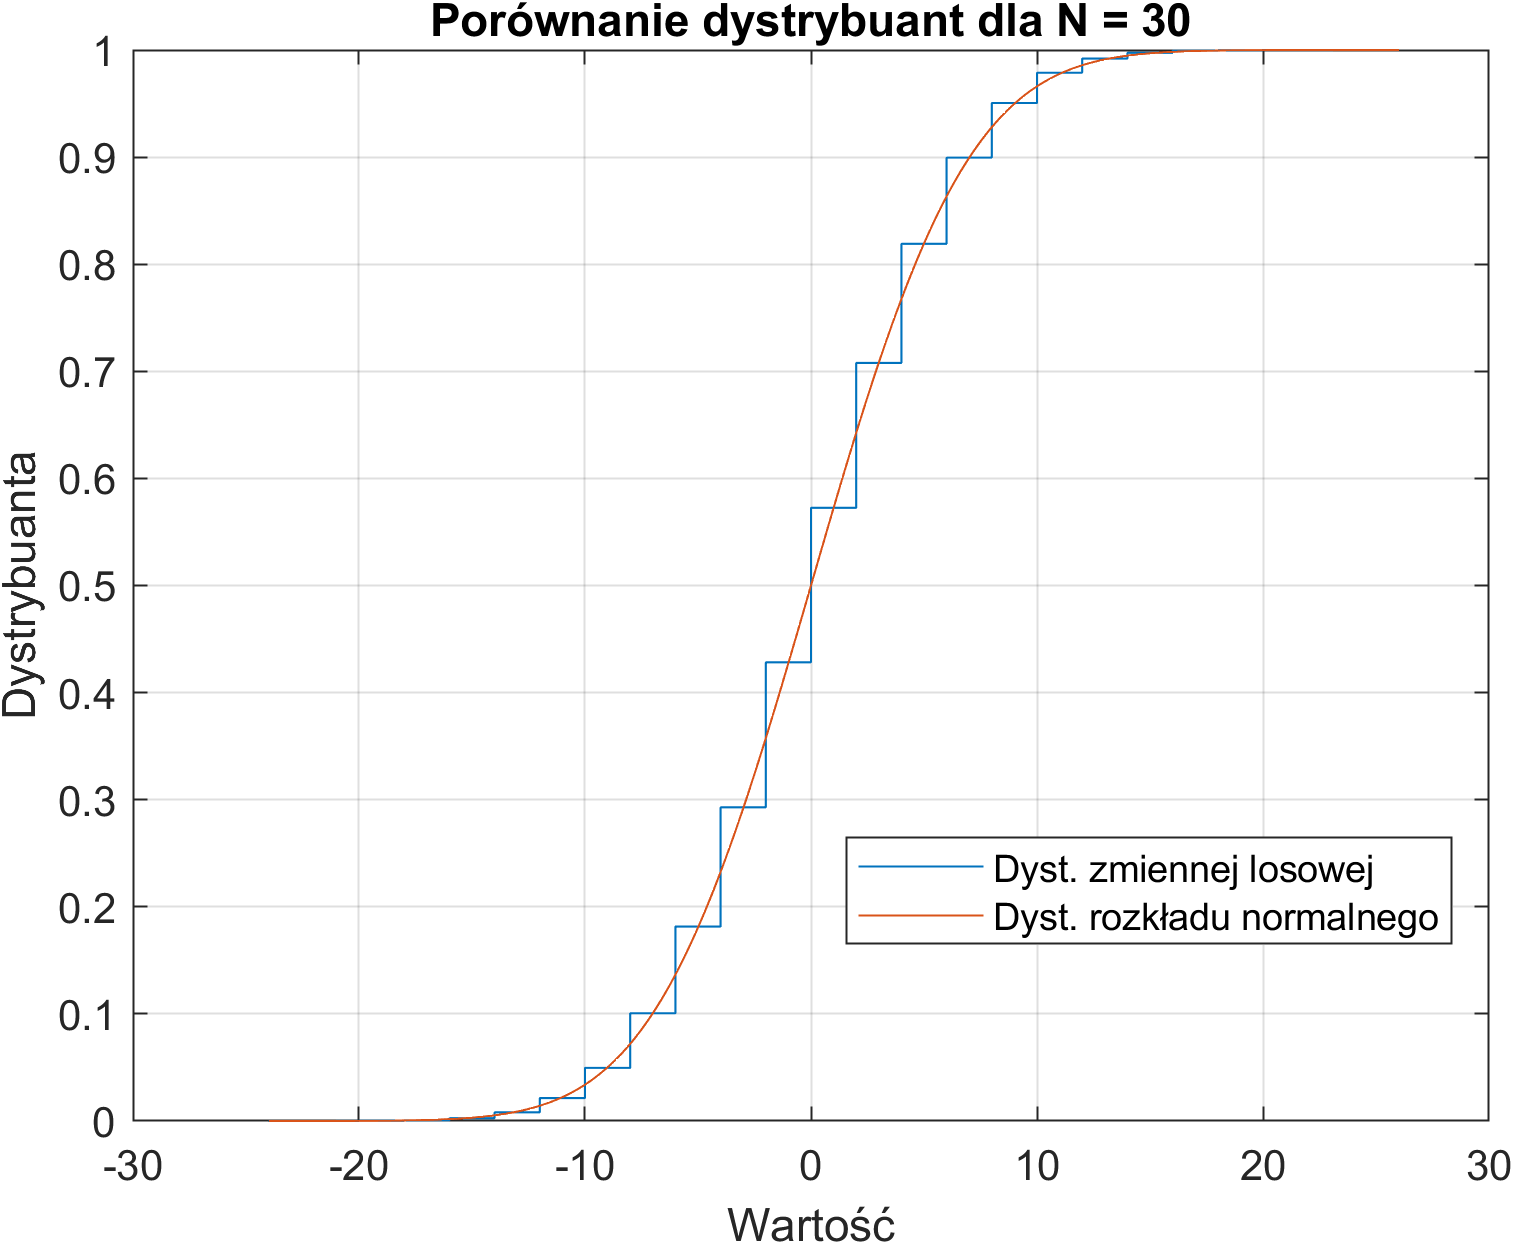 Porównanie dystrybuant dla N = 30
1
0.9
0.8
0.7
0.6
0.5
0.4
0.3
0.2
0.1
0
Dystrybuanta
Dyst. zmiennej losowej
Dyst. rozkładu normalnego
-30 -20 -10 0 10 20 30
Wartość